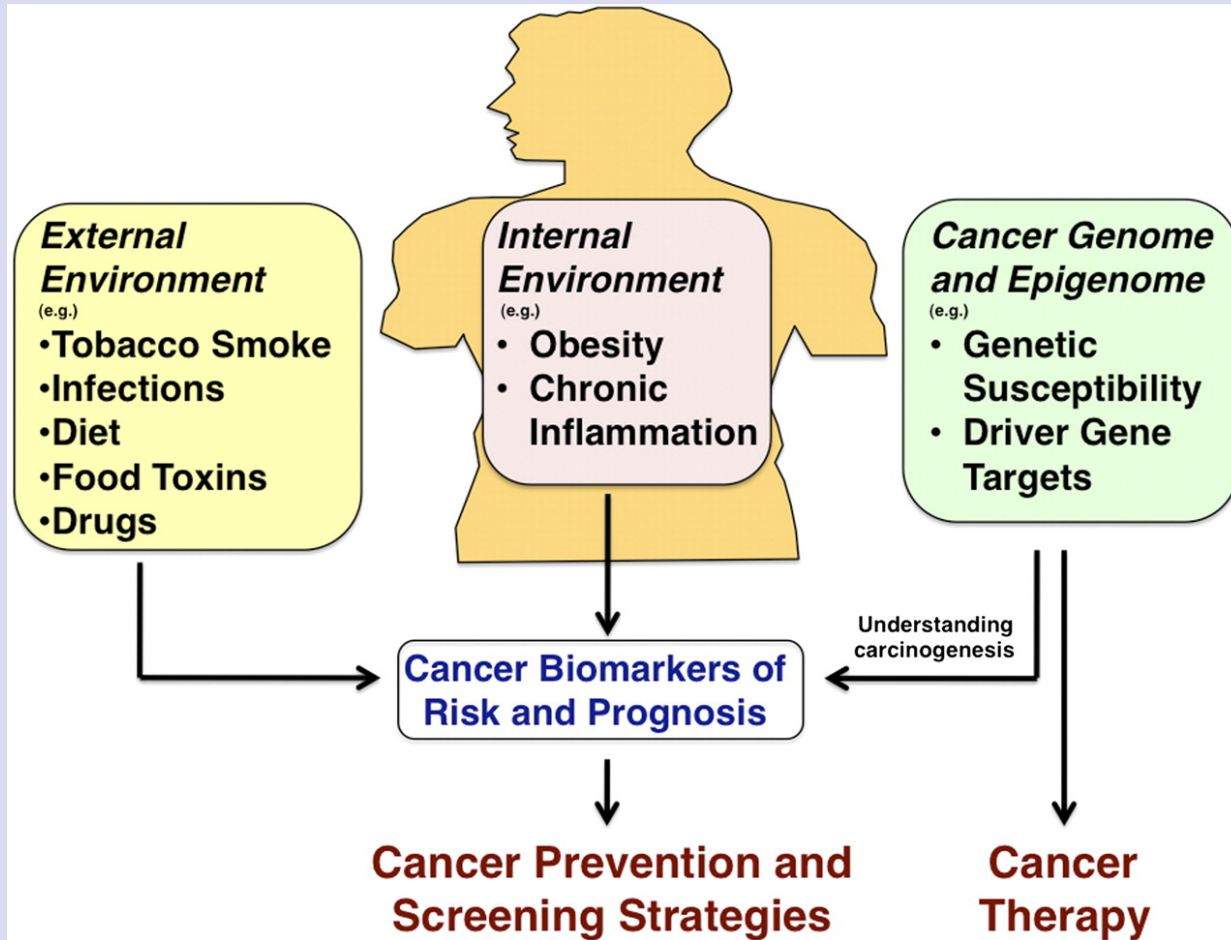 External
Environment
(e.g.)
•Tobacco Smoke
•Infections
•Diet
•Food Toxins
•Drugs
Internal
Environment
(e.g.)
• Obesity
• Chronic
Inflammation
Cancer Genome
and Epigenome
(e.g.)
• Genetic
Susceptibility
• Driver Gene
Targets
Understanding
carcinogenesis
Cancer Biomarkers of
Risk and Prognosis
Cancer Prevention and
Screening Strategies
Cancer
Therapy